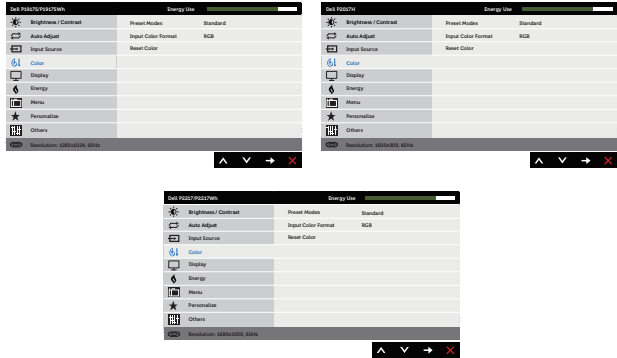 Dell P1917S/P1917SWh Energy Use
Brightness / Contrast Preset Modes Standard
Auto Adjust Input Color Format RGB
Input Source Reset Color
Color
Display
Energy
Menu
Personalize
Others
Resolution: 1280x1024, 60Hz
Dell P2017H Energy Use
Brightness / Contrast Preset Modes Standard
Auto Adjust Input Color Format RGB
Input Source Reset Color
Color
Display
Energy
Menu
Personalize
Others
Resolution: 1600x900, 60Hz
Dell P2217/P2217Wh Energy Use
Brightness / Contrast Preset Modes Standard
Auto Adjust Input Color Format RGB
Input Source Reset Color
Color
Display
Energy
Menu
Personalize
Others
Resolution: 1680x1050, 60Hz